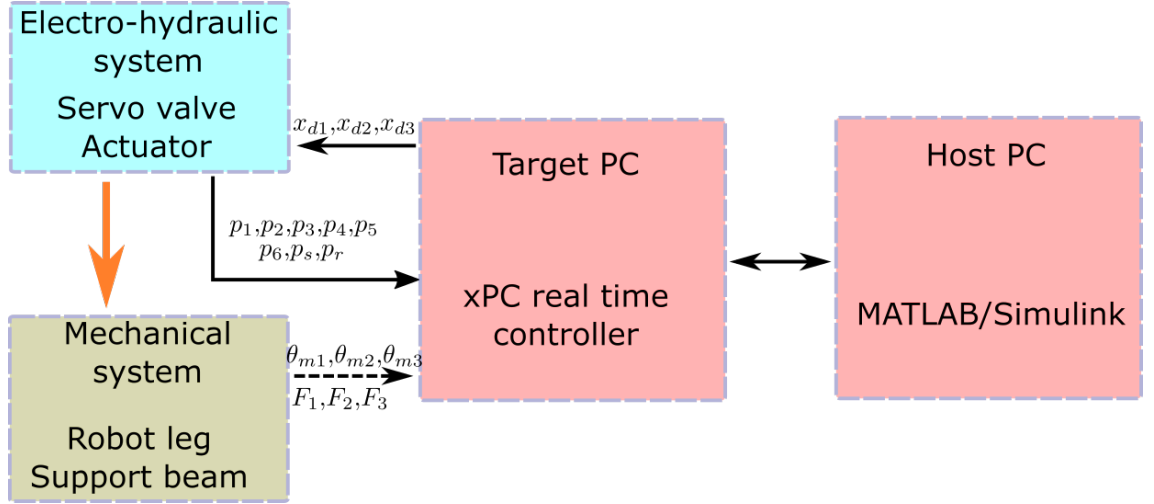 Electro-hydraulic
system
Servo valve
Actuator
x_{d1},x_{d2},x_{d3}
Target PC
xPC real time
controller
Host PC
MATLAB/Simulink
p_1,p_2,p_3,p_4,p_5
p_6,p_s,p_r
Mechanical
system
Robot leg
Support beam
θ_{m1},θ_{m2},θ_{m3}
F_1,F_2,F_3